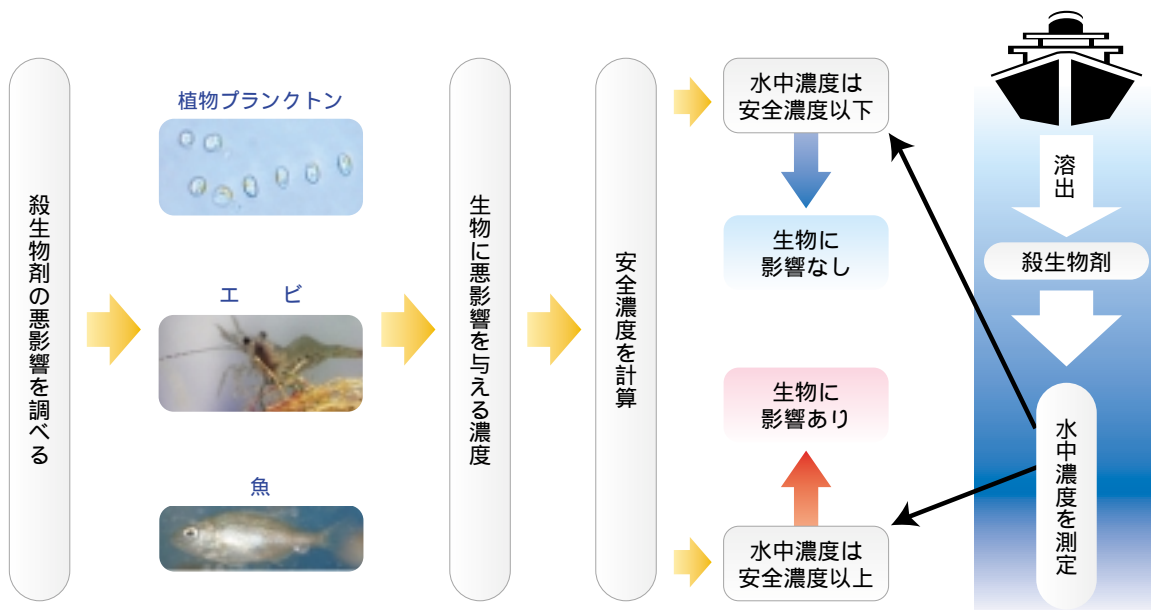 殺生物剤の悪影響を調べる
植物プランクトン
エビ
魚
生物に悪影響を与える濃度
安全濃度を計算
水中濃度は
安全濃度以下
生物に
影響なし
生物に
影響あり
水中濃度は
安全濃度以上
溶出
殺生物剤
水中濃度を測定